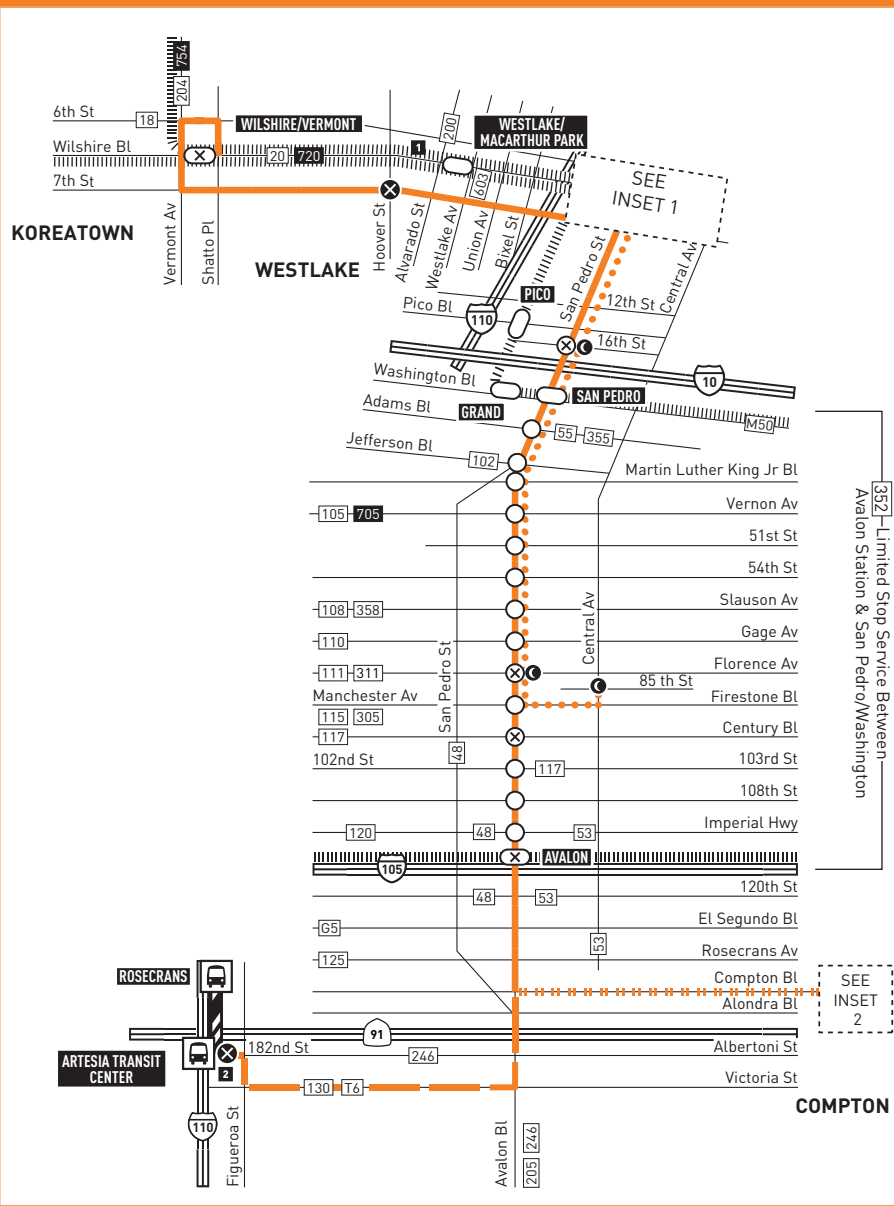 754
204
6th St
18
WILSHIRE/VERMONT
200
WESTLAKE/
MACARTHUR PARK
Wilshire Bl
20
720
1
603
7th St
SEE
INSET 1
KOREATOWN
Vermont Av
Shatto Pl
WESTLAKE
Hoover St
Alvarado St
Westlake Av
Union Av
Bixel St
San Pedro St
Central Av
12th St
PICO
Pico Bl
110
16th St
10
Washington Bl
SAN PEDRO
GRAND
Adams Bl
M50
55
355
Jefferson Bl
102
Martin Luther King Jr Bl
Vernon Av
105
705
51st St
54th St
Slauson Av
108
358
Gage Av
110
Florence Av
111
311
85 th St
Manchester Av
Firestone Bl
115
305
Century Bl
117
102nd St
103rd St
117
108th St
Imperial Hwy
120
48
53
San Pedro St
48
Central Av
53
352
Limited Stop Service Between
Avalon Station & San Pedro/Washington
AVALON
105
120th St
48
53
El Segundo Bl
G5
Rosecrans Av
125
Compton Bl
Alondra Bl
SEE
INSET
2
ROSECRANS
91
182nd St
246
Albertoni St
ARTESIA TRANSIT
CENTER
2
130
T6
Victoria St
COMPTON
110
Figueroa St
Avalon Bl
205
246